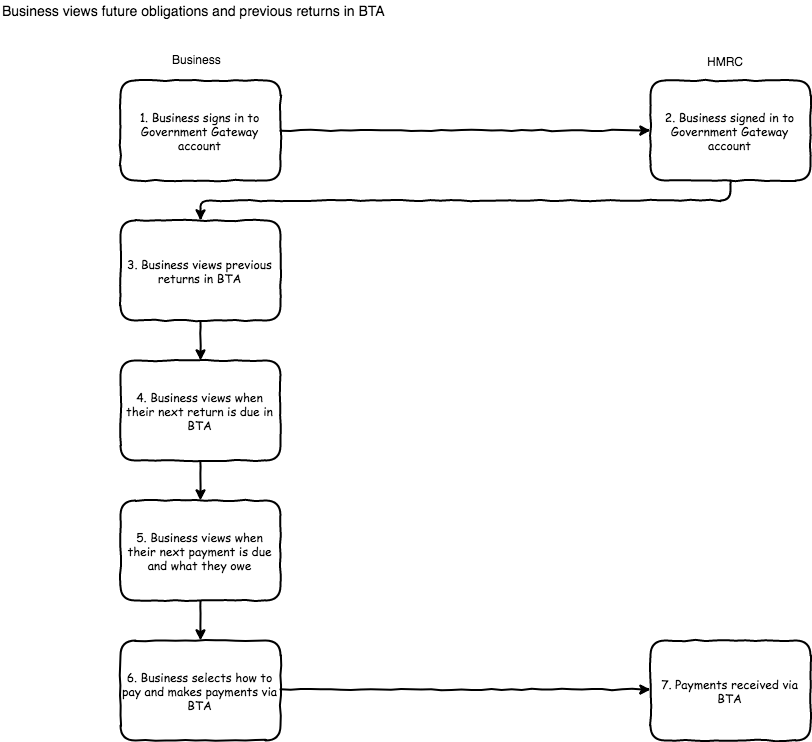 Business views future obligations and previous returns in BTA
Business
HMRC
1. Business signs in to
Government Gateway
account
2. Business signed in to
Government Gateway
account
3. Business views previous
returns in BTA
4. Business views when
their next return is due in
BTA
5. Business views when
their next payment is due
and what they owe
6. Business selects how to
pay and makes payments via
BTA
7. Payments received via
BTA